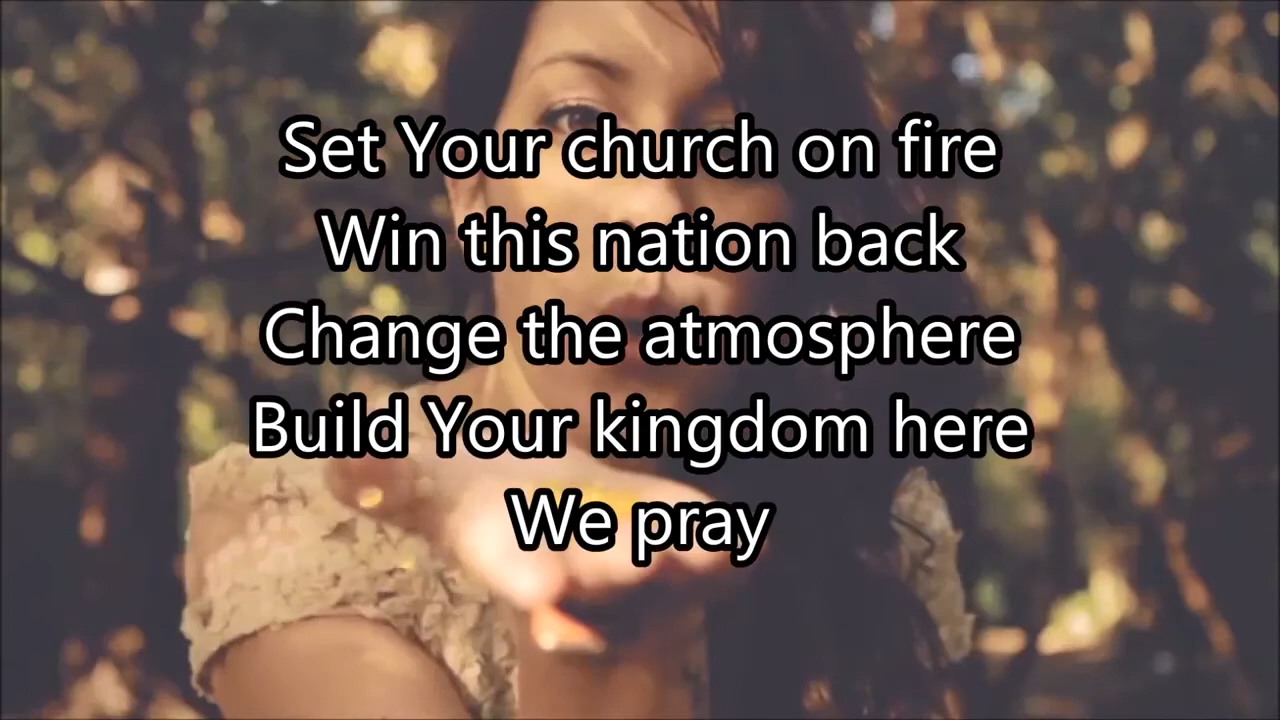 Set Your church on fire
Win this nation back
Change the atmosphere
Build Your kingdom here
We pray